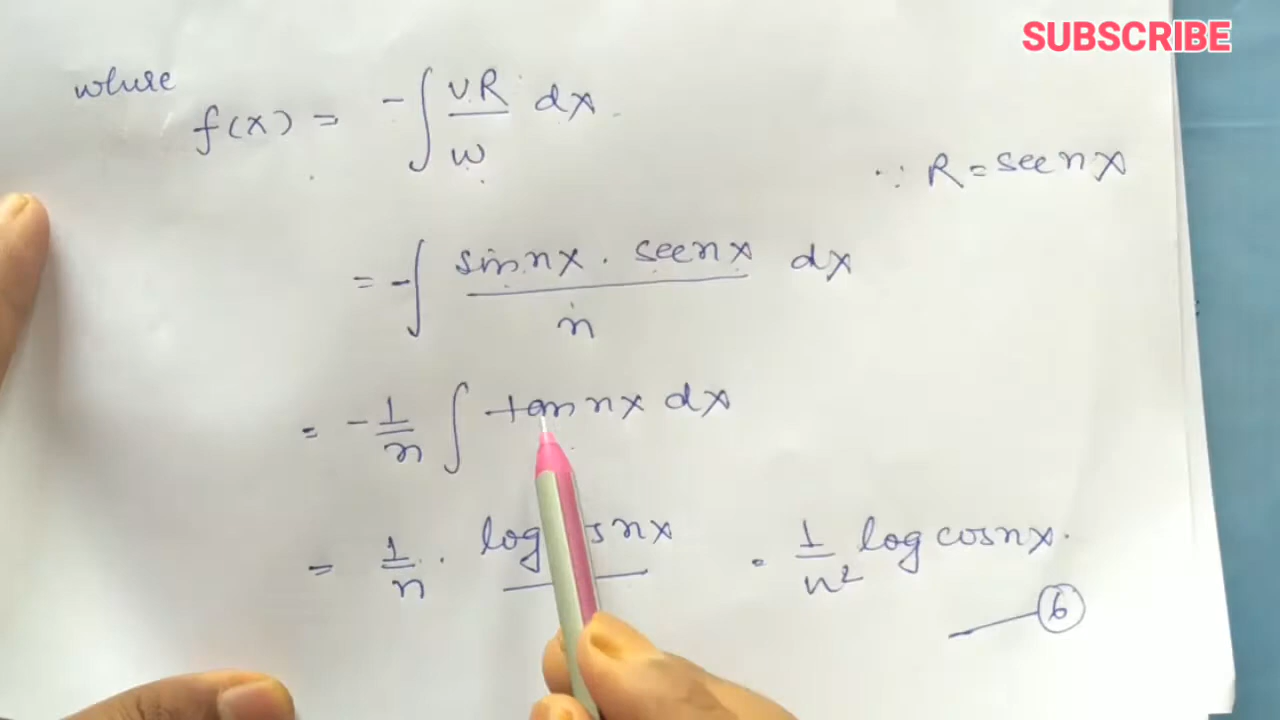 SUBSCRIBE
where
f(x) = - ∫ vR/w dx
∵ R = sec nx
= - ∫ sin nx . sec nx / n dx
= - 1/n ∫ tan nx dx
= 1/n . log nx = 1/n² log cos nx.
6